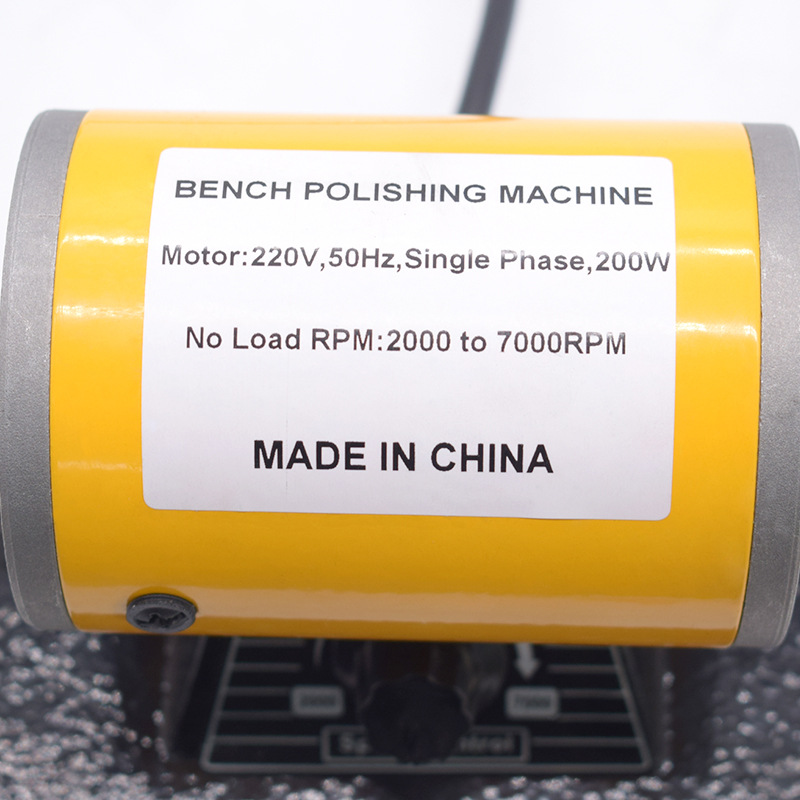 BENCH POLISHING MACHINE
Motor:220V,50Hz,Single Phase,200W
No Load RPM:2000 to 7000RPM
MADE IN CHINA